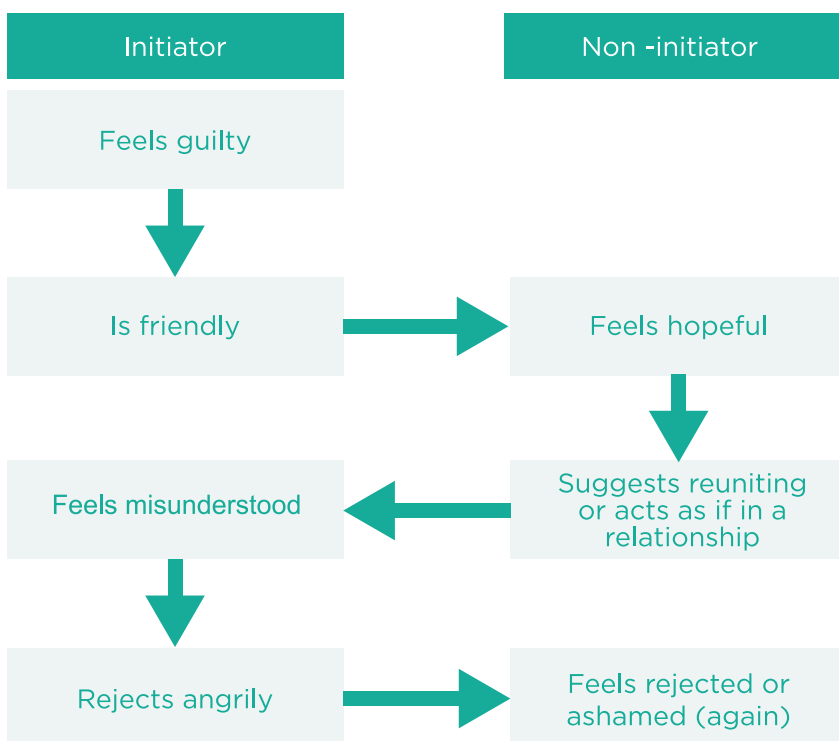 Initiator
Non -initiator
Feels guilty
Is friendly
Feels hopeful
Suggests reuniting
or acts as if in a
relationship
Feels misunderstood
Rejects angrily
Feels rejected or
ashamed (again)